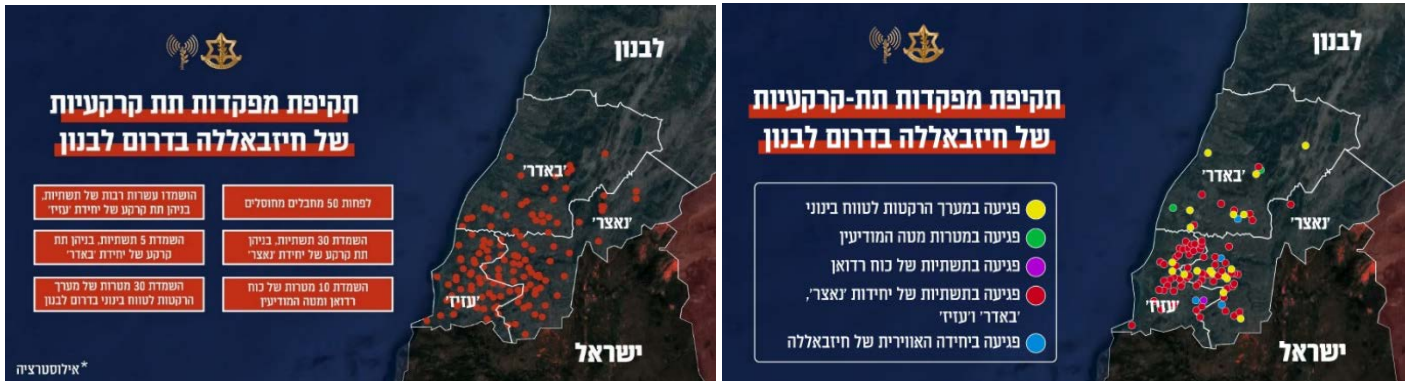 תקיפת מפקדות תת קרקעיות
של חיזבאללה בדרום לבנון
לפחות 50 מחבלים מחוסלים
הושמדו עשרות רבות של תשתיות,
בניהן תת קרקע של יחידת 'עזיז'
השמדת 30 תשתיות, בניהן
תת קרקע של יחידת 'נאצר'
השמדת 5 תשתיות, בניהן תת
קרקע של יחידת 'באדר'
השמדת 10 מטרות של כוח
רדואן ומטה המודיעין
השמדת 30 מטרות של מערך
הרקטות לטווח בינוני בדרום לבנון
לבנון
'באדר'
'נאצר'
'עזיז'
ישראל
*אילוסטרציה
תקיפת מפקדות תת-קרקעיות
של חיזבאללה בדרום לבנון
פגיעה במערך הרקטות לטווח בינוני
פגיעה במטרות מטה המודיעין
פגיעה בתשתיות של כוח רדואן
פגיעה בתשתיות של יחידות 'נאצר',
'באדר' ו'עזיז'
פגיעה ביחידה האווירית של חיזבאללה
לבנון
'באדר'
'נאצר'
'עזיז'
ישראל